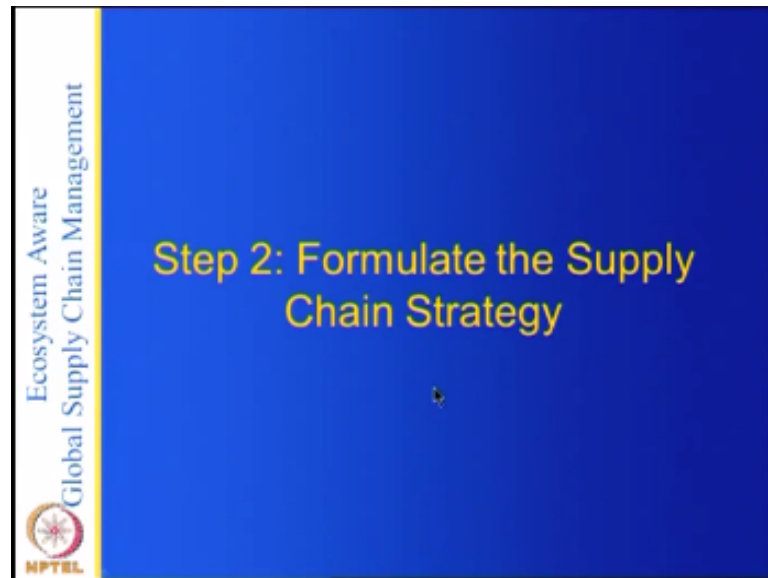 Ecosystem Aware
Global Supply Chain Management
Step 2: Formulate the Supply
Chain Strategy
NPTEL